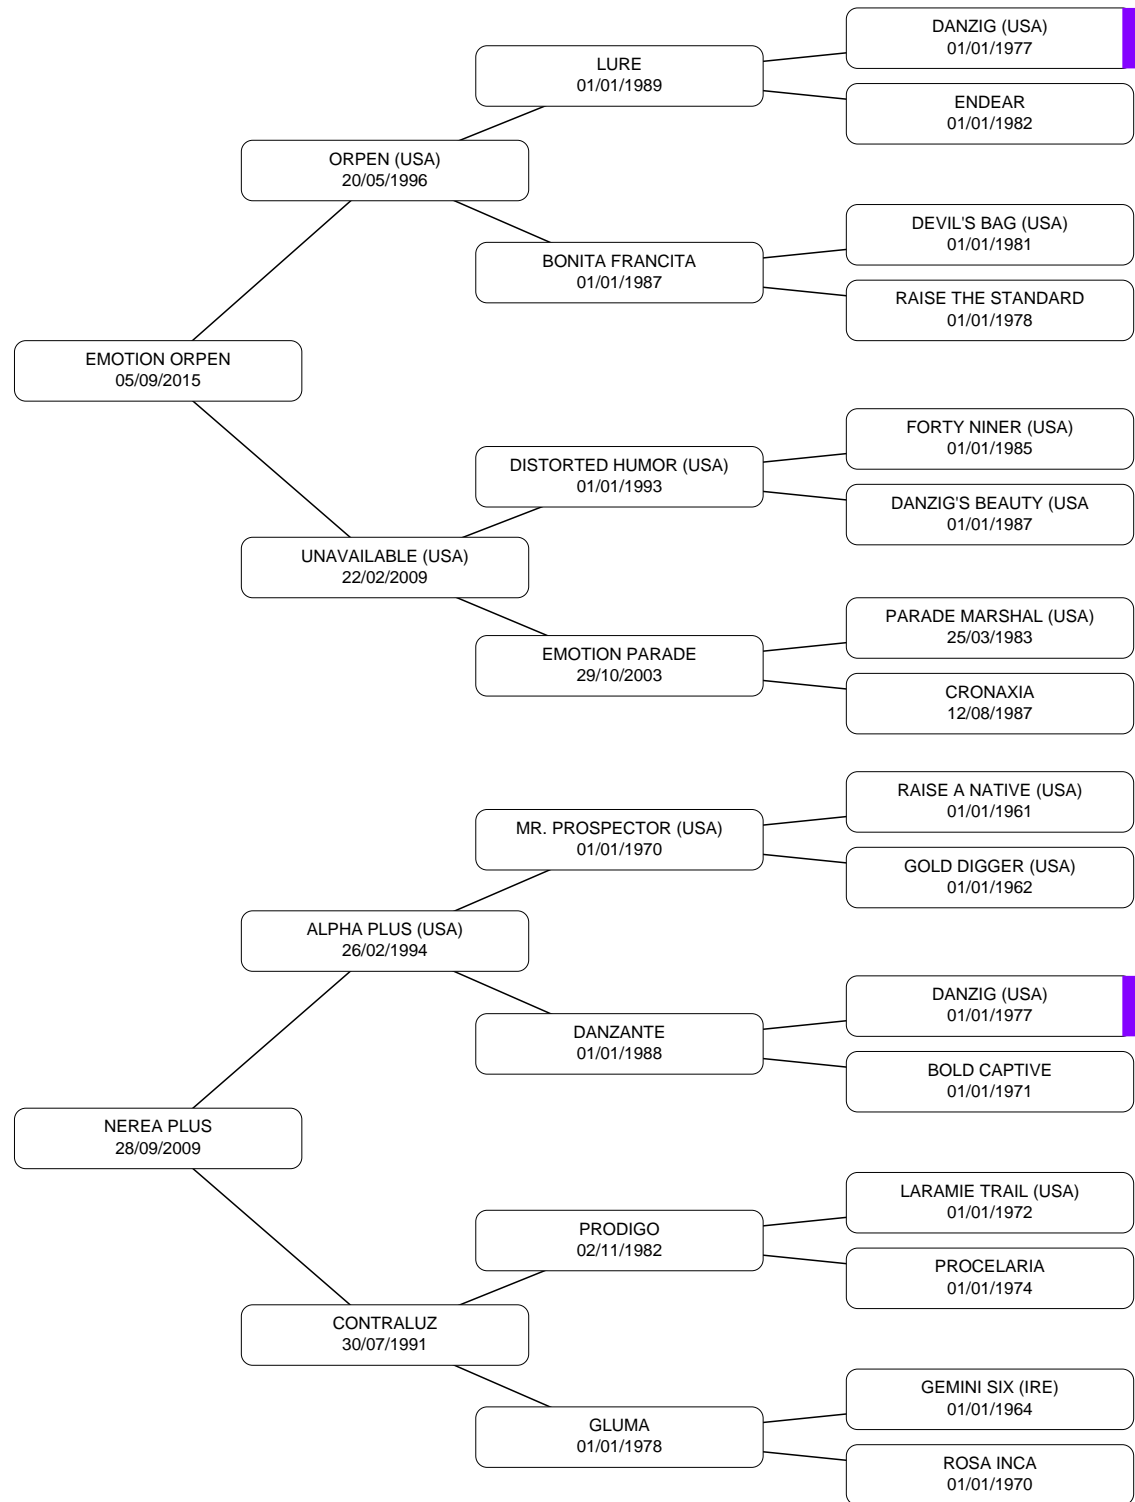 DANZIG (USA)
01/01/1977
LURE
01/01/1989
ENDEAR
01/01/1982
ORPEN (USA)
20/05/1996
DEVIL'S BAG (USA)
01/01/1981
BONITA FRANCITA
01/01/1987
RAISE THE STANDARD
01/01/1978
EMOTION ORPEN
05/09/2015
FORTY NINER (USA)
01/01/1985
DISTORTED HUMOR (USA)
01/01/1993
DANZIG'S BEAUTY (USA
01/01/1987
UNAVAILABLE (USA)
22/02/2009
PARADE MARSHAL (USA)
25/03/1983
EMOTION PARADE
29/10/2003
CRONAXIA
12/08/1987
RAISE A NATIVE (USA)
01/01/1961
MR. PROSPECTOR (USA)
01/01/1970
GOLD DIGGER (USA)
01/01/1962
ALPHA PLUS (USA)
26/02/1994
DANZIG (USA)
01/01/1977
DANZANTE
01/01/1988
BOLD CAPTIVE
01/01/1971
NEREA PLUS
28/09/2009
LARAMIE TRAIL (USA)
01/01/1972
PRODIGO
02/11/1982
PROCELARIA
01/01/1974
CONTRALUZ
30/07/1991
GEMINI SIX (IRE)
01/01/1964
GLUMA
01/01/1978
ROSA INCA
01/01/1970